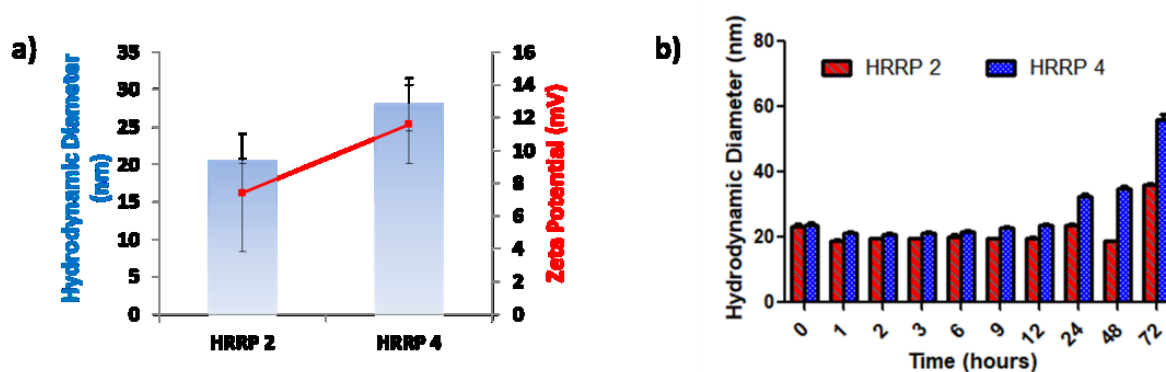 a)
Hydrodynamic Diameter
(nm)
35
30
25
20
15
10
5
0
16
14
12
10
8
6
4
2
0
Zeta Potential (mV)
HRRP 2
HRRP 4
b)
Hydrodynamic Diameter (nm)
80
60
40
20
0
HRRP 2
HRRP 4
0
1
2
3
6
9
12
24
48
72
Time (hours)